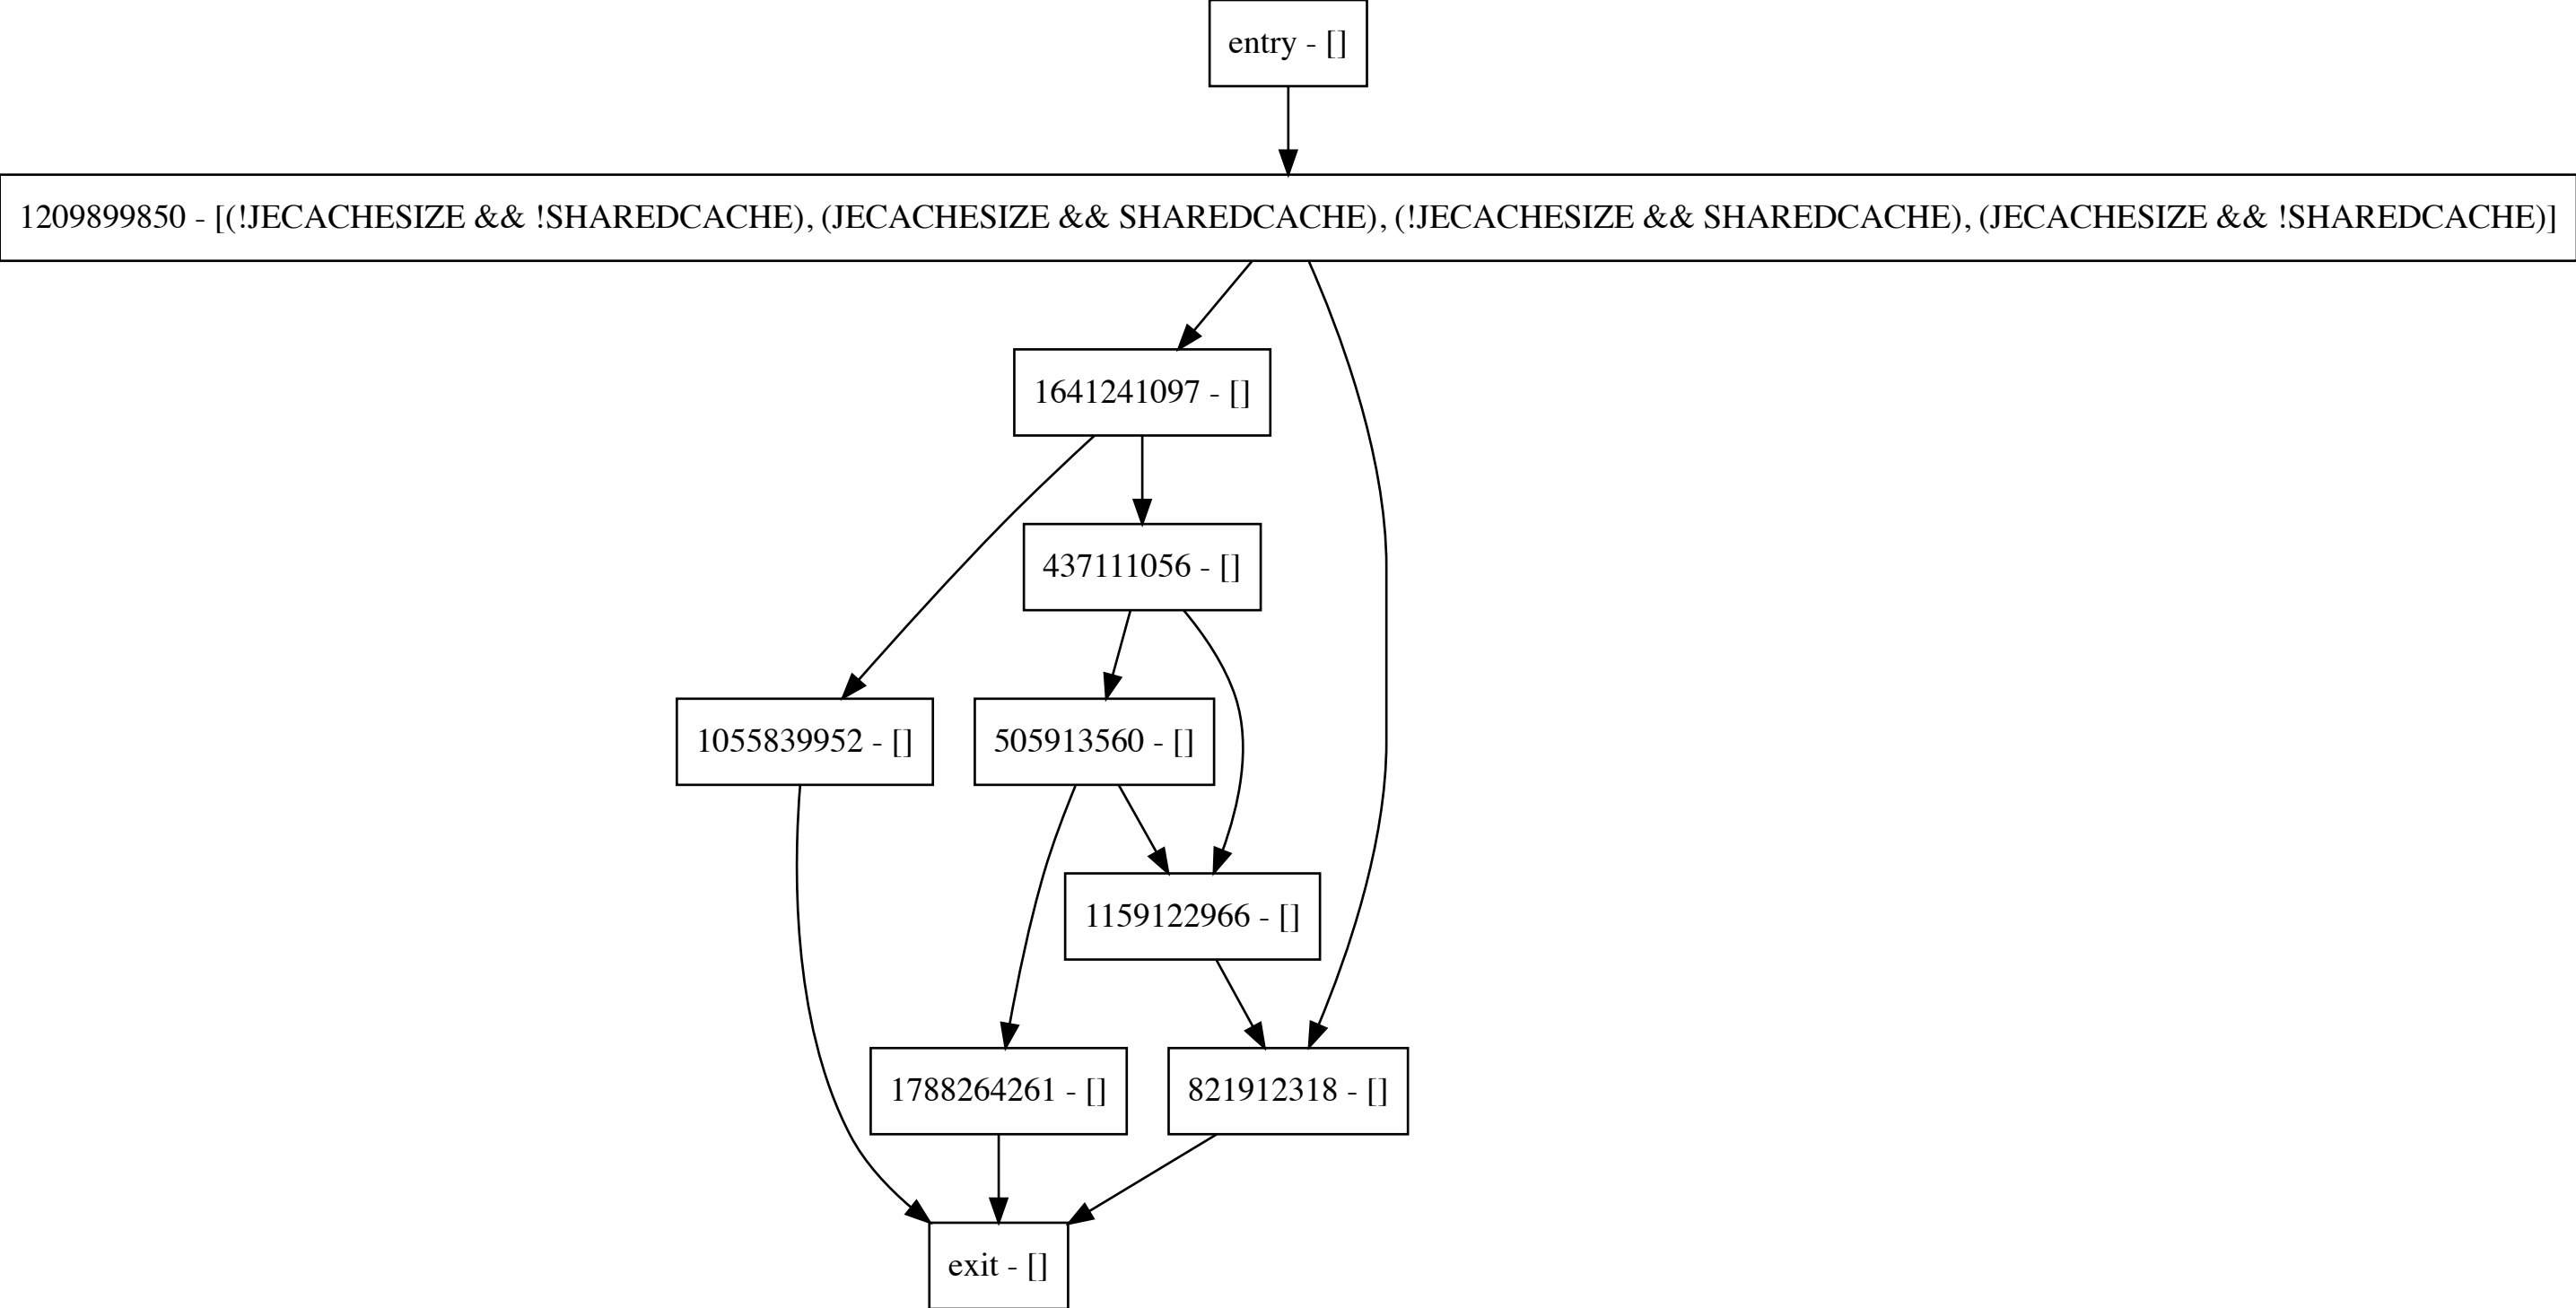 entry - []
1209899850 - [(!JECACHESIZE && !SHAREDCACHE), (JECACHESIZE && SHAREDCACHE), (!JECACHESIZE && SHAREDCACHE), (JECACHESIZE && !SHAREDCACHE)]
1641241097 - []
437111056 - []
1055839952 - []
505913560 - []
1159122966 - []
1788264261 - []
821912318 - []
exit - []